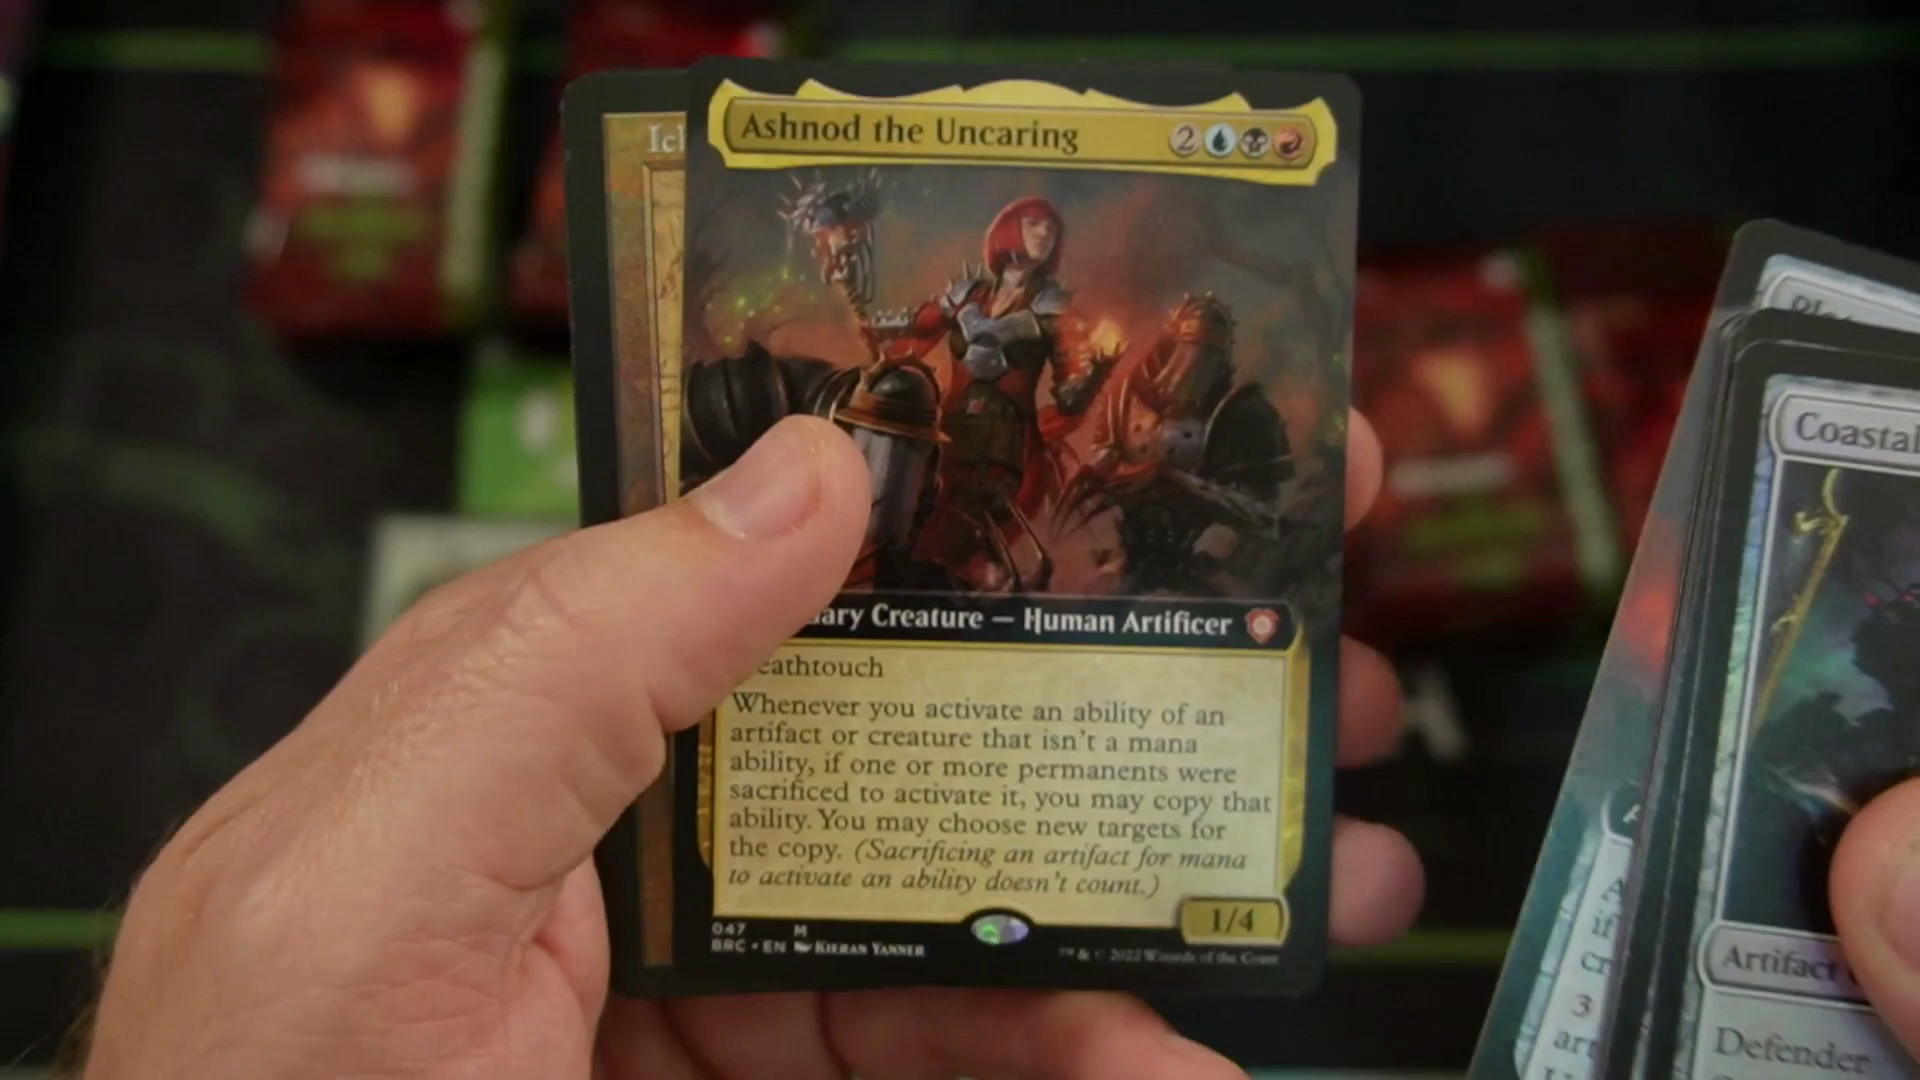 Ashnod the Uncaring 2
Creature — Human Artificer
Whenever you activate an ability of an
artifact or creature that isn't a mana
ability, if one or more permanents were
sacrificed to activate it, you may copy that
ability. You may choose new targets for
the copy. (Sacrificing an artifact for mana
to activate an ability doesn't count.)
1/4
047 M
BRC • EN KIERAN YANNER
™ & © 2022 Wizards of the Coast
Coastal
Artifact
Defender
3